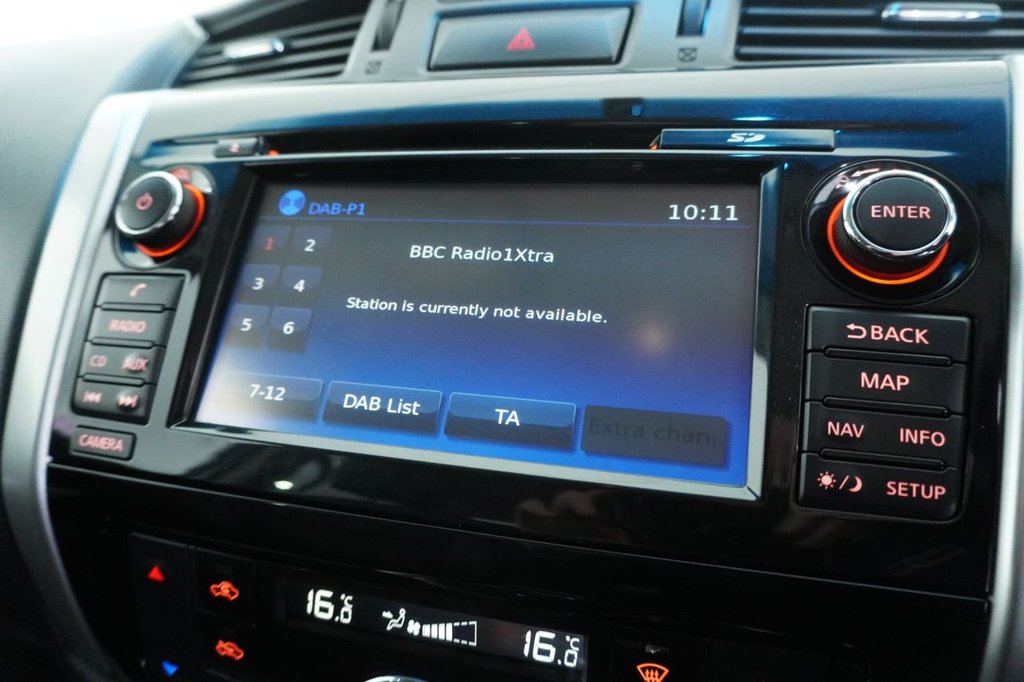 SD
VOL
DAB-P1
10:11
1 2
BBC Radio1Xtra
ENTER
3 4
Station is currently not available.
5 6
RADIO
CD AUX
BACK
MAP
7-12
DAB List
TA
Extra chan.
NAV INFO
CAMERA
SETUP
16.0°C
16.0°C